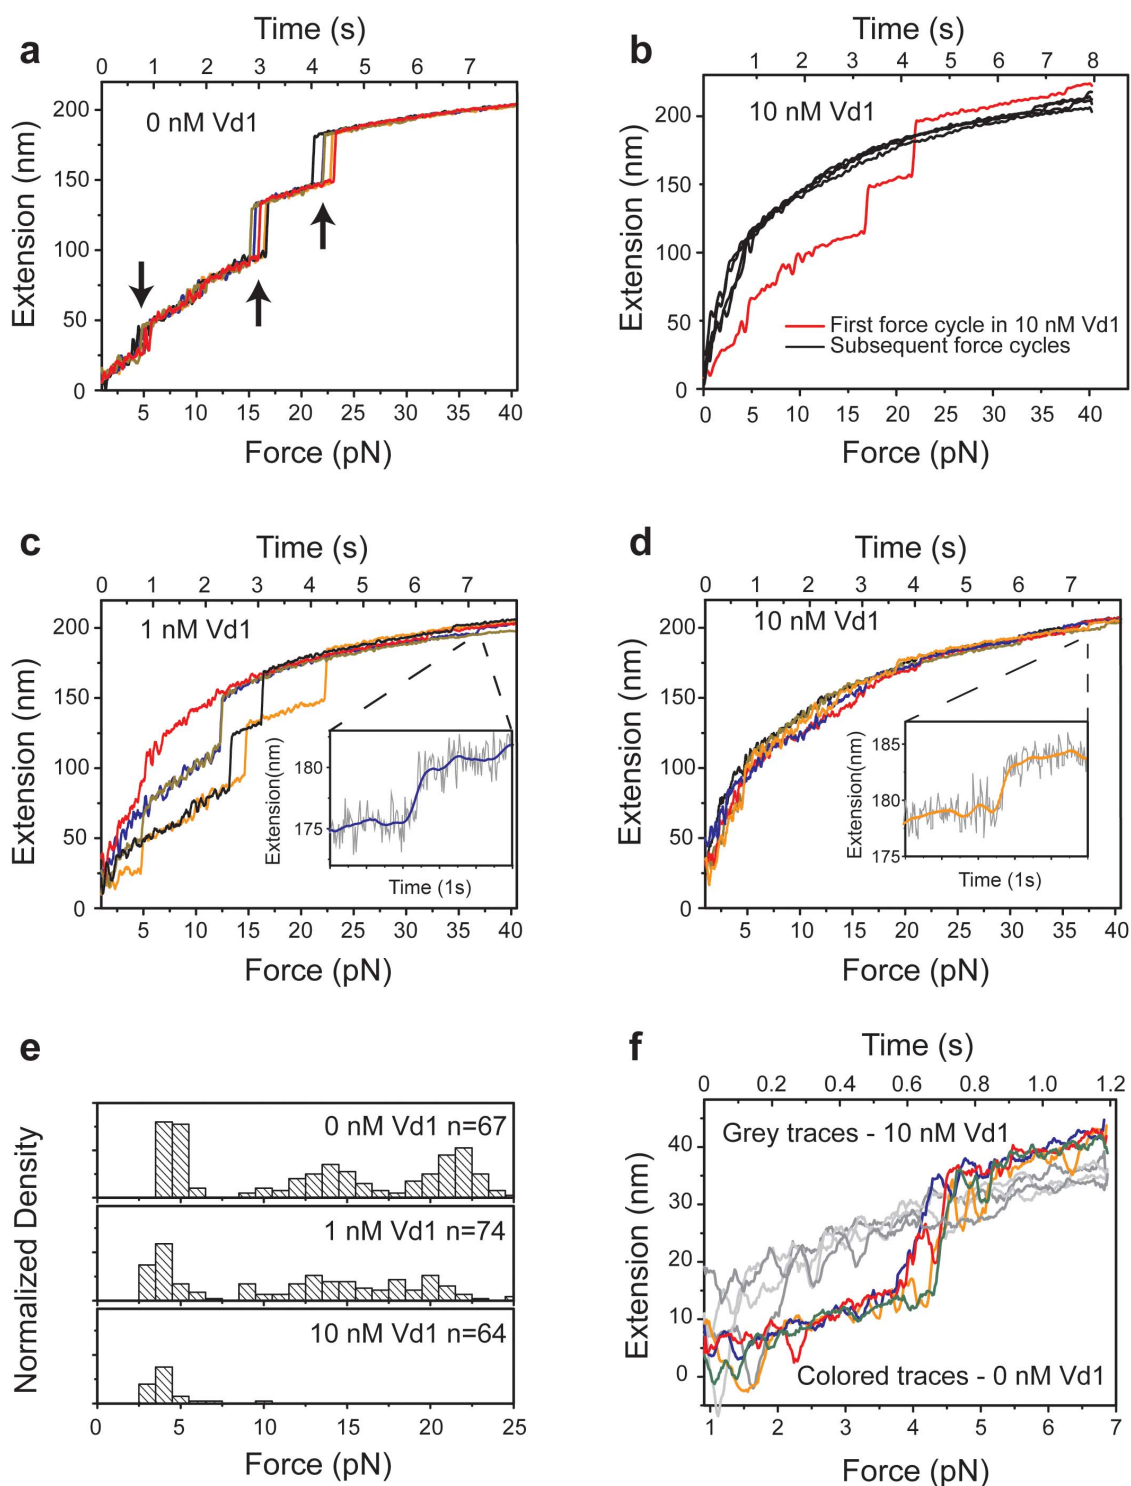 a
Time (s)
0 1 2 3 4 5 6 7
0 nM Vd1
Extension (nm)
200
150
100
50
0
5 10 15 20 25 30 35 40
Force (pN)
b
Time (s)
1 2 3 4 5 6 7 8
10 nM Vd1
Extension (nm)
200
150
100
50
0
First force cycle in 10 nM Vd1
Subsequent force cycles
0 5 10 15 20 25 30 35 40
Force (pN)
c
Time (s)
0 1 2 3 4 5 6 7
1 nM Vd1
Extension (nm)
200
150
100
50
0
Extension(nm)
180
175
Time (1s)
5 10 15 20 25 30 35 40
Force (pN)
d
Time (s)
0 1 2 3 4 5 6 7
10 nM Vd1
Extension (nm)
200
150
100
50
0
Extension(nm)
185
180
175
Time (1s)
5 10 15 20 25 30 35 40
Force (pN)
e
Normalized Density
0 nM Vd1 n=67
1 nM Vd1 n=74
10 nM Vd1 n=64
0 5 10 15 20 25
Force (pN)
f
Time (s)
0 0.2 0.4 0.6 0.8 1.0 1.2
Grey traces - 10 nM Vd1
Extension (nm)
40
30
20
10
0
Colored traces - 0 nM Vd1
1 2 3 4 5 6 7
Force (pN)